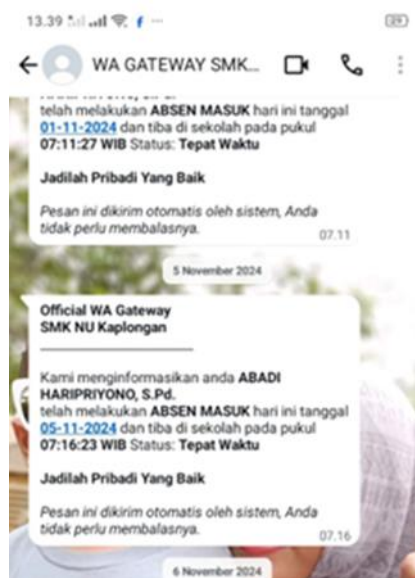 13.39
29
WA GATEWAY SMK...
telah melakukan ABSEN MASUK hari ini tanggal
01-11-2024 dan tiba di sekolah pada pukul
07:11:27 WIB Status: Tepat Waktu
Jadilah Pribadi Yang Baik
Pesan ini dikirim otomatis oleh sistem, Anda
tidak perlu membalasnya.
07.11
5 November 2024
Official WA Gateway
SMK NU Kaplongan
Kami menginformasikan anda ABADI
HARIPRIYONO, S.Pd.
telah melakukan ABSEN MASUK hari ini tanggal
05-11-2024 dan tiba di sekolah pada pukul
07:16:23 WIB Status: Tepat Waktu
Jadilah Pribadi Yang Baik
Pesan ini dikirim otomatis oleh sistem, Anda
tidak perlu membalasnya.
07.16
6 November 2024